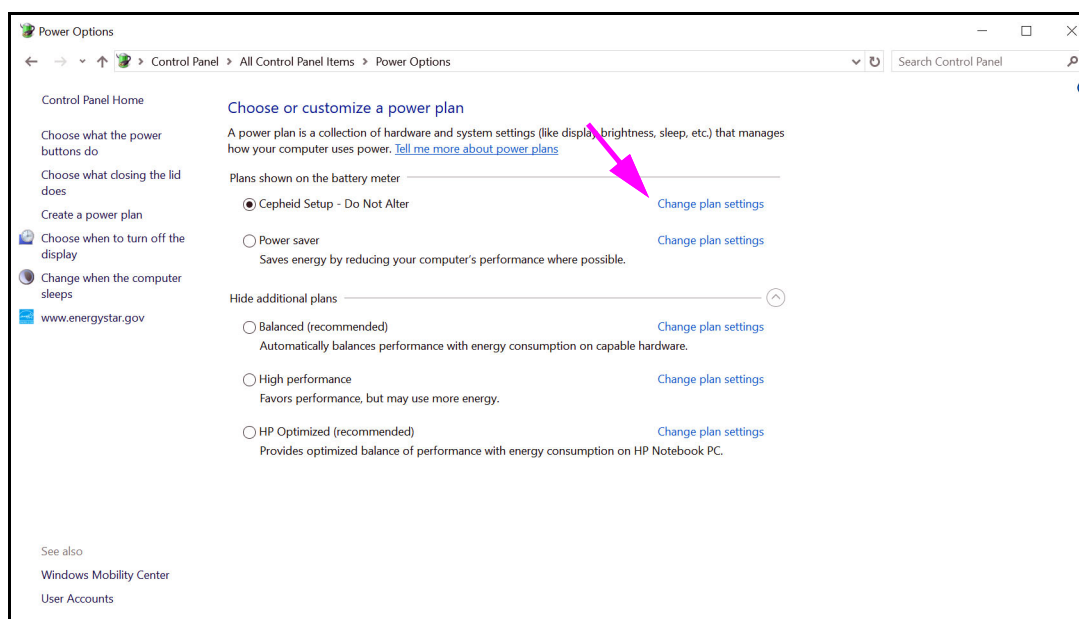 Power Options
Control Panel > All Control Panel Items > Power Options
Search Control Panel
Control Panel Home
Choose what the power
buttons do
Choose what closing the lid
does
Create a power plan
Choose when to turn off the
display
Change when the computer
sleeps
www.energystar.gov
Choose or customize a power plan
A power plan is a collection of hardware and system settings (like display brightness, sleep, etc.) that manages
how your computer uses power. Tell me more about power plans
Plans shown on the battery meter
Cepheid Setup - Do Not Alter Change plan settings
Power saver Change plan settings
Saves energy by reducing your computer's performance where possible.
Hide additional plans
Balanced (recommended) Change plan settings
Automatically balances performance with energy consumption on capable hardware.
High performance Change plan settings
Favors performance, but may use more energy.
HP Optimized (recommended) Change plan settings
Provides optimized balance of performance with energy consumption on HP Notebook PC.
See also
Windows Mobility Center
User Accounts